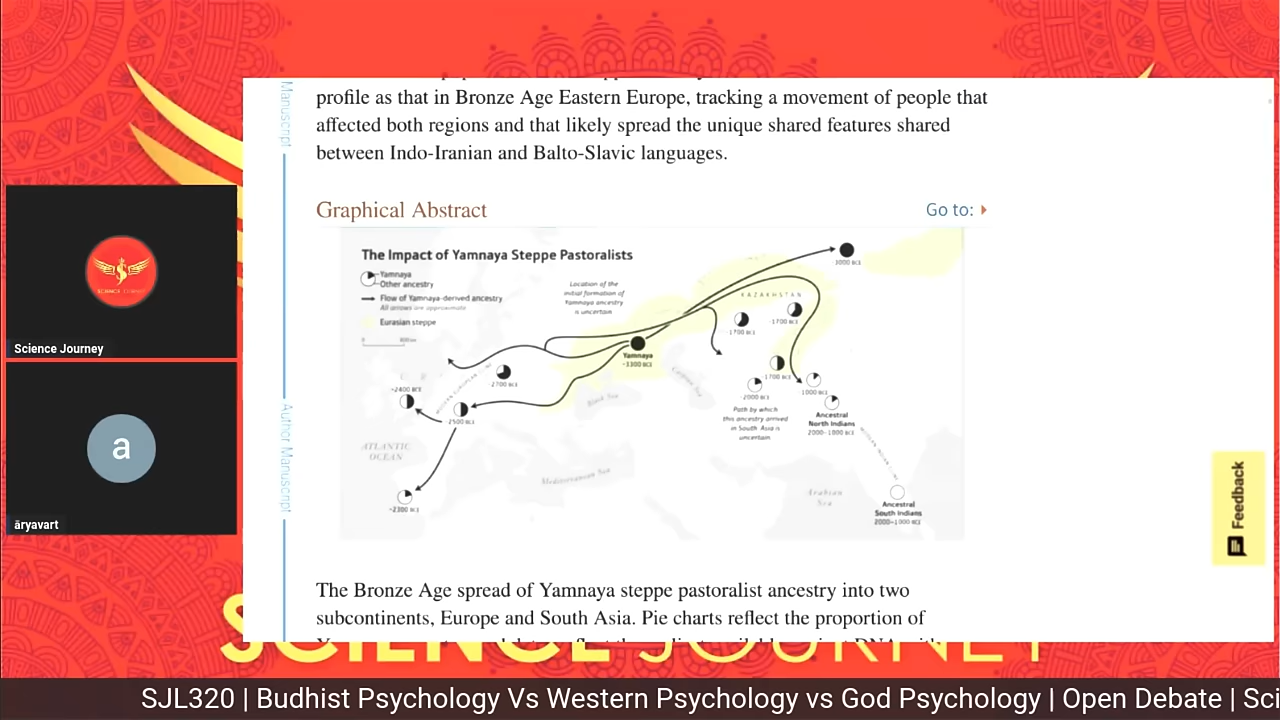 profile as that in Bronze Age Eastern Europe, tracking a movement of people that
affected both regions and that likely spread the unique shared features shared
between Indo-Iranian and Balto-Slavic languages.
Graphical Abstract
Go to:
The Impact of Yamnaya Steppe Pastoralists
Yamnaya
Other ancestry
Flow of Yamnaya-derived ancestry
All arrows are approximate
Eurasian steppe
Location of the
initial formation of
Yamnaya ancestry
is uncertain
3000 BCE
KAZAKHSTAN
~1700 BCE
~1700 BCE
Yamnaya
~3300 BCE
~2700 BCE
~2400 BCE
~2500 BCE
~1700 BCE
~2000 BCE
1000 BCE
Black Sea
Path by which
this ancestry arrived
in South Asia is
uncertain
Ancestral
North Indians
2000–1000 BCE
ATLANTIC
OCEAN
Mediterranean Sea
~2300 BCE
Arabian
Sea
Ancestral
South Indians
2000–1000 BCE
The Bronze Age spread of Yamnaya steppe pastoralist ancestry into two
subcontinents, Europe and South Asia. Pie charts reflect the proportion of
Manuscript
Author Manuscript
Feedback
Science Journey
a
āryavart
SCIENCE JOURNEY
SJL320 | Budhist Psychology Vs Western Psychology vs God Psychology | Open Debate | Sci